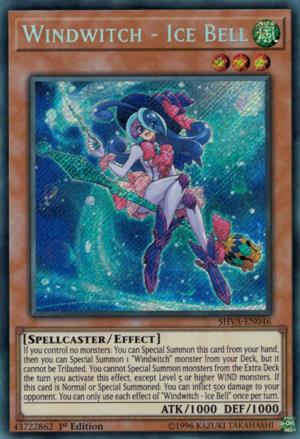 WINDWITCH - ICE BELL
SHVA-EN046
[SPELLCASTER/EFFECT]
If you control no monsters: You can Special Summon this card from your hand,
then you can Special Summon 1 "Windwitch" monster from your Deck, but it
cannot be Tributed. You cannot Special Summon monsters from the Extra Deck
the turn you activate this effect, except Level 5 or higher WIND monsters. If
this card is Normal or Special Summoned: You can inflict 500 damage to your
opponent. You can only use each effect of "Windwitch - Ice Bell" once per turn.
ATK/1000 DEF/1000
43722862 1st Edition ©1996 KAZUKI TAKAHASHI